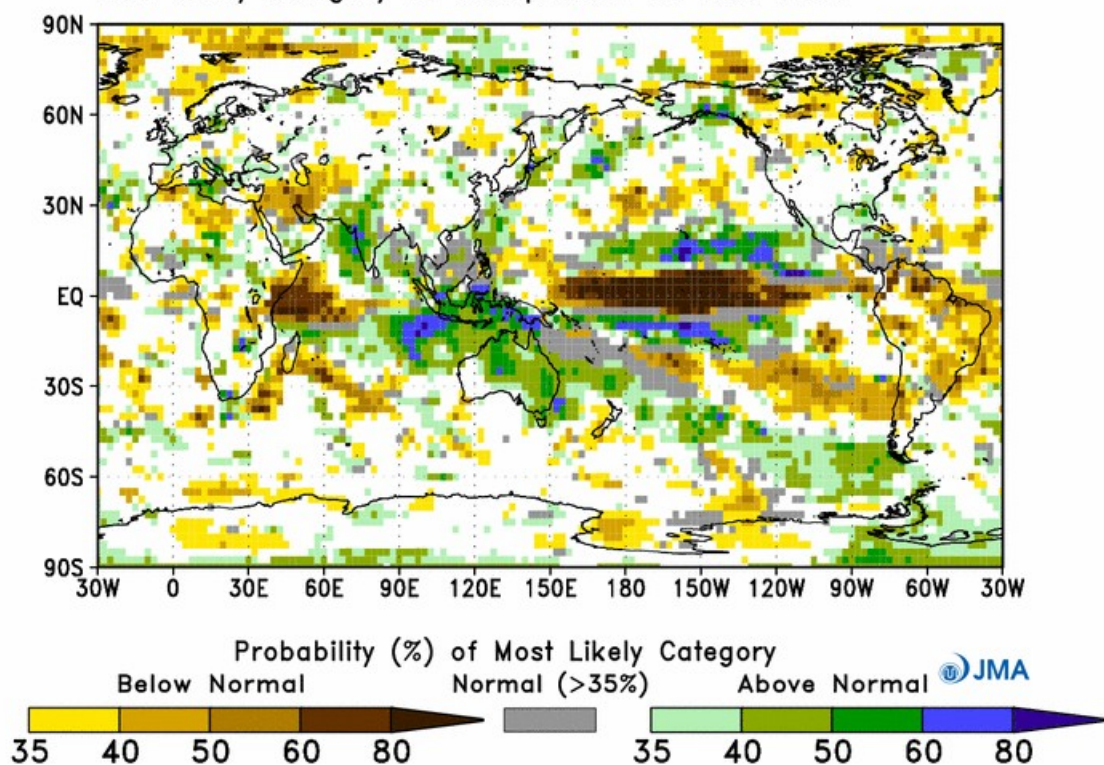 90N
60N
30N
EQ
30S
60S
90S
30W 0 30E 60E 90E 120E 150E 180 150W 120W 90W 60W 30W
Probability (%) of Most Likely Category
JMA
Below Normal Normal (>35%) Above Normal
35 40 50 60 80 35 40 50 60 80